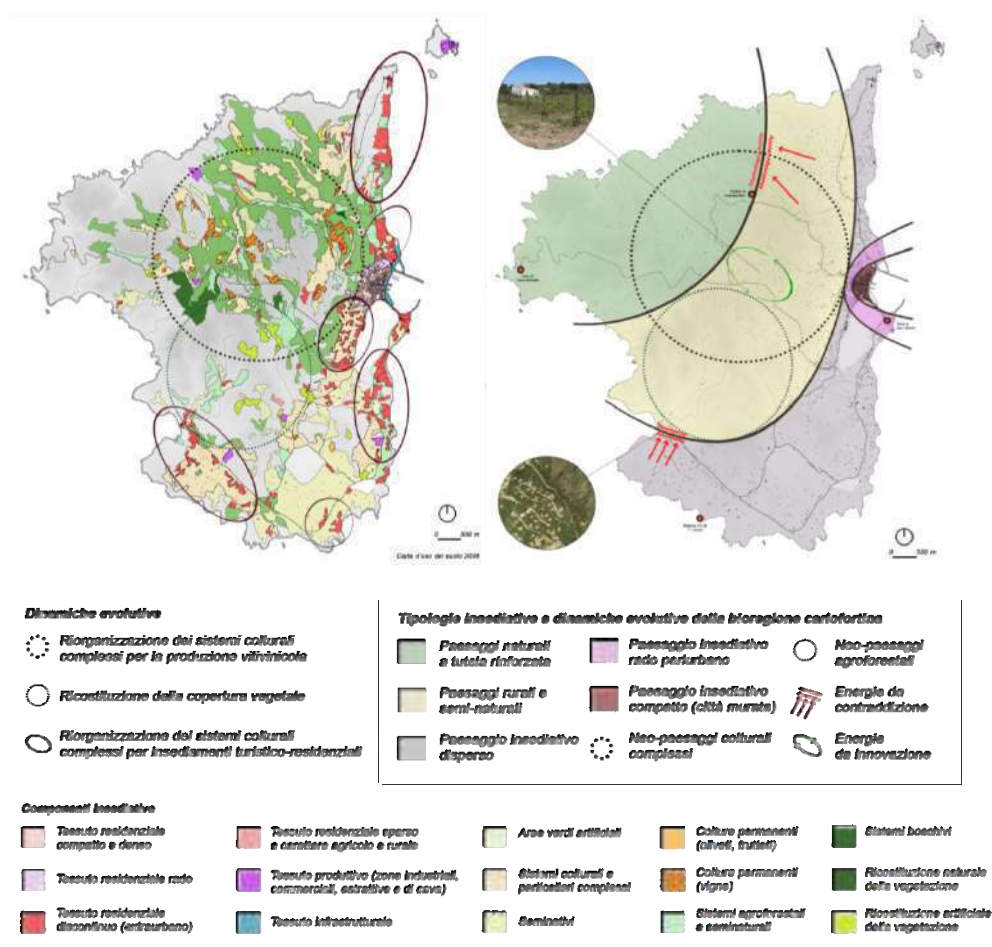 0 500 m
Carta d'uso del suolo 2008
0 500 m
Dinamiche evolutive
Riorganizzazione dei sistemi colturali
complessi per la produzione vitivinicola
Ricostituzione della copertura vegetale
Riorganizzazione dei sistemi colturali
complessi per insediamenti turistico-residenziali
Tipologie insediative e dinamiche evolutive della bioregione carlofortina
Paesaggi naturali
a tutela rinforzata
Paesaggi rurali e
semi-naturali
Paesaggio insediativo
disperso
Paesaggio insediativo
rado periurbano
Paesaggio insediativo
compatto (città murata)
Neo-paesaggi colturali
complessi
Neo-paesaggi
agroforestali
Energie da
contraddizione
Energie
da innovazione
Componenti insediative
Tessuto residenziale
compatto e denso
Tessuto residenziale rado
Tessuto residenziale
discontinuo (extraurbano)
Tessuto residenziale sparso
a carattere agricolo e rurale
Tessuto produttivo (zone industriali,
commerciali, estrattive e di cava)
Tessuto infrastrutturale
Aree verdi artificiali
Sistemi colturali e
particellari complessi
Seminativi
Colture permanenti
(oliveti, frutteti)
Colture permanenti
(vigne)
Sistemi agroforestali
e seminaturali
Sistemi boschivi
Ricostituzione naturale
della vegetazione
Ricostituzione artificiale
della vegetazione